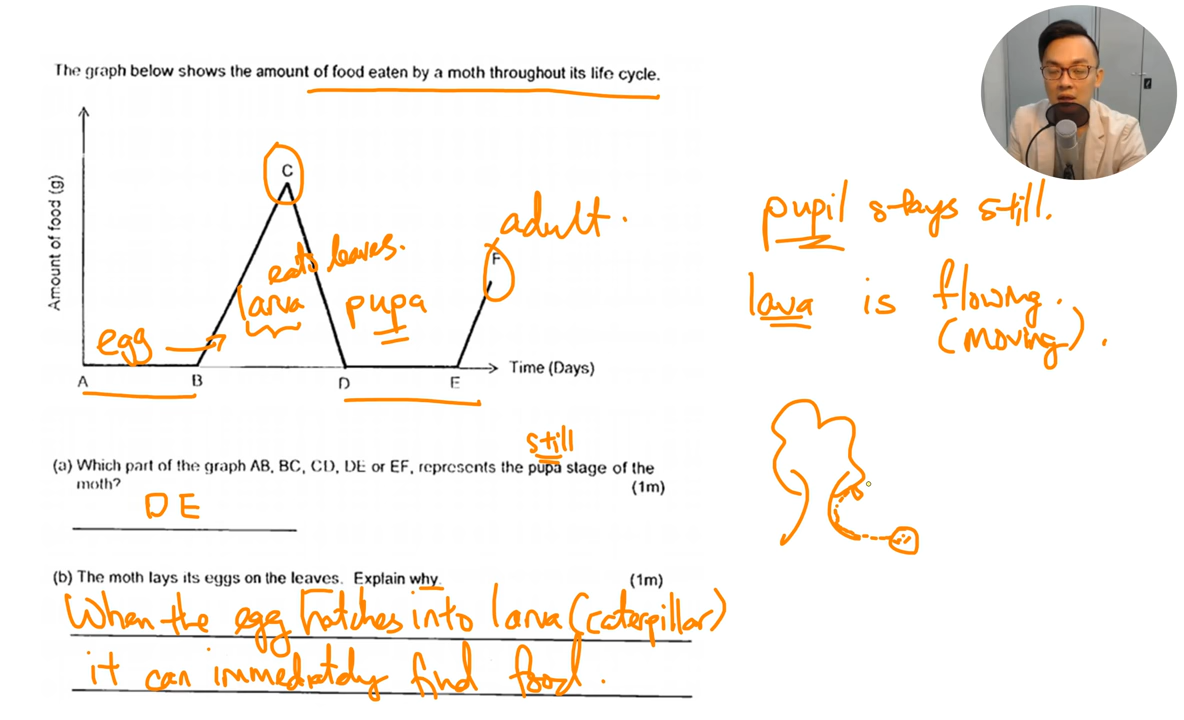 The graph below shows the amount of food eaten by a moth throughout its life cycle.
Amount of food (g)
C
adult.
F
eats leaves.
larva
pupa
egg
A
B
D
E
Time (Days)
pupil stays still.
lava is flowing.
(moving).
still
(a) Which part of the graph AB, BC, CD, DE or EF, represents the pupa stage of the
moth?
(1m)
DE
(b) The moth lays its eggs on the leaves. Explain why.
(1m)
When the egg hatches into larva (caterpillar)
it can immediately find food.